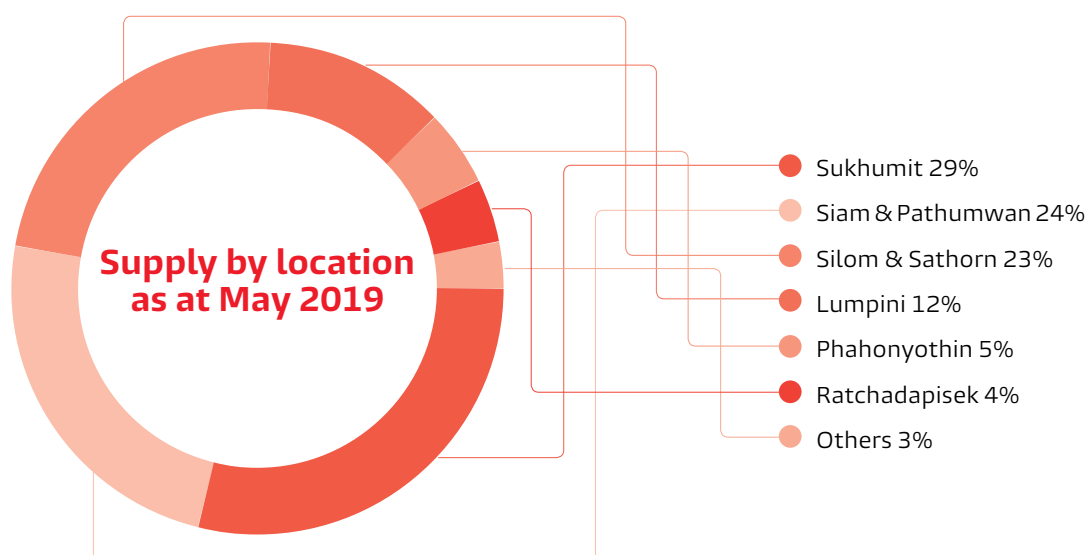 Supply by location
as at May 2019
Sukhumit 29%
Siam & Pathumwan 24%
Silom & Sathorn 23%
Lumpini 12%
Phahonyothin 5%
Ratchadapisek 4%
Others 3%